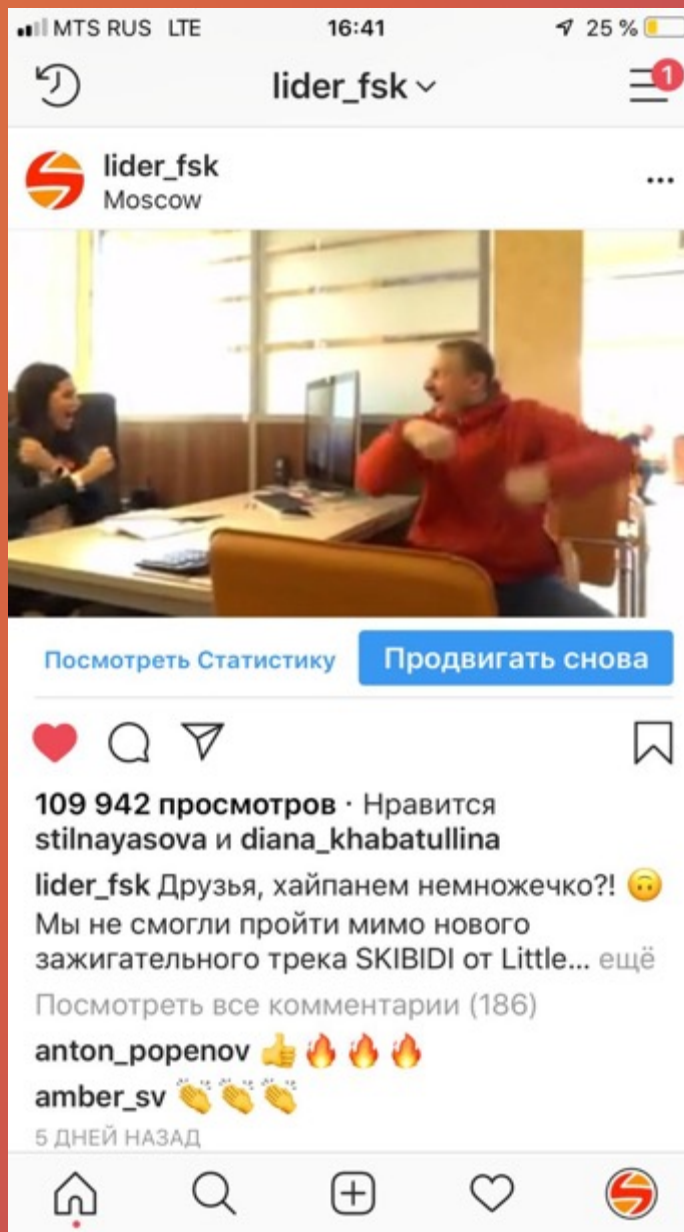 MTS RUS LTE 16:41 25 %
lider_fsk
1
lider_fsk
Moscow
Посмотреть Статистику Продвигать снова
109 942 просмотров · Нравится
stilnayasova и diana_khabatullina
lider_fsk Друзья, хайпанем немножечко?! 🙃
Мы не смогли пройти мимо нового
зажигательного трека SKIBIDI от Little... ещё
Посмотреть все комментарии (186)
anton_popenov 👍🔥🔥🔥
amber_sv 👏👏👏
5 ДНЕЙ НАЗАД